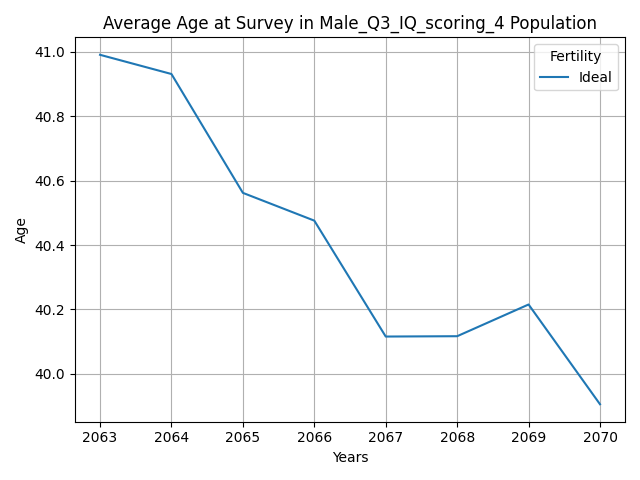 Average Age at Survey in Male_Q3_IQ_scoring_4 Population
Fertility
Ideal
41.0
40.8
40.6
40.4
40.2
40.0
Age
2063 2064 2065 2066 2067 2068 2069 2070
Years